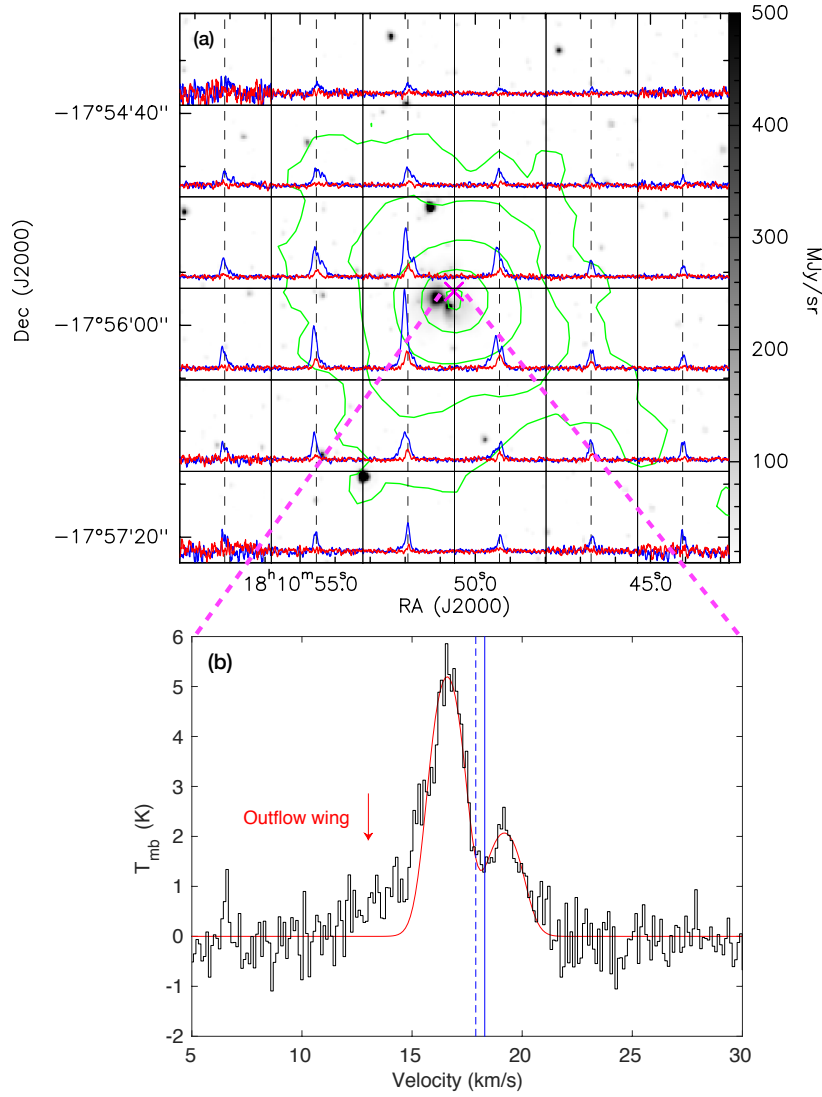 (a)
500
400
300
200
100
MJy/sr
−17°54'40''
−17°56'00''
−17°57'20''
Dec (J2000)
18h10m55s.0
50s.0
45s.0
RA (J2000)
(b)
6
5
4
3
2
1
0
-1
-2
Tmb (K)
Outflow wing
5
10
15
20
25
30
Velocity (km/s)